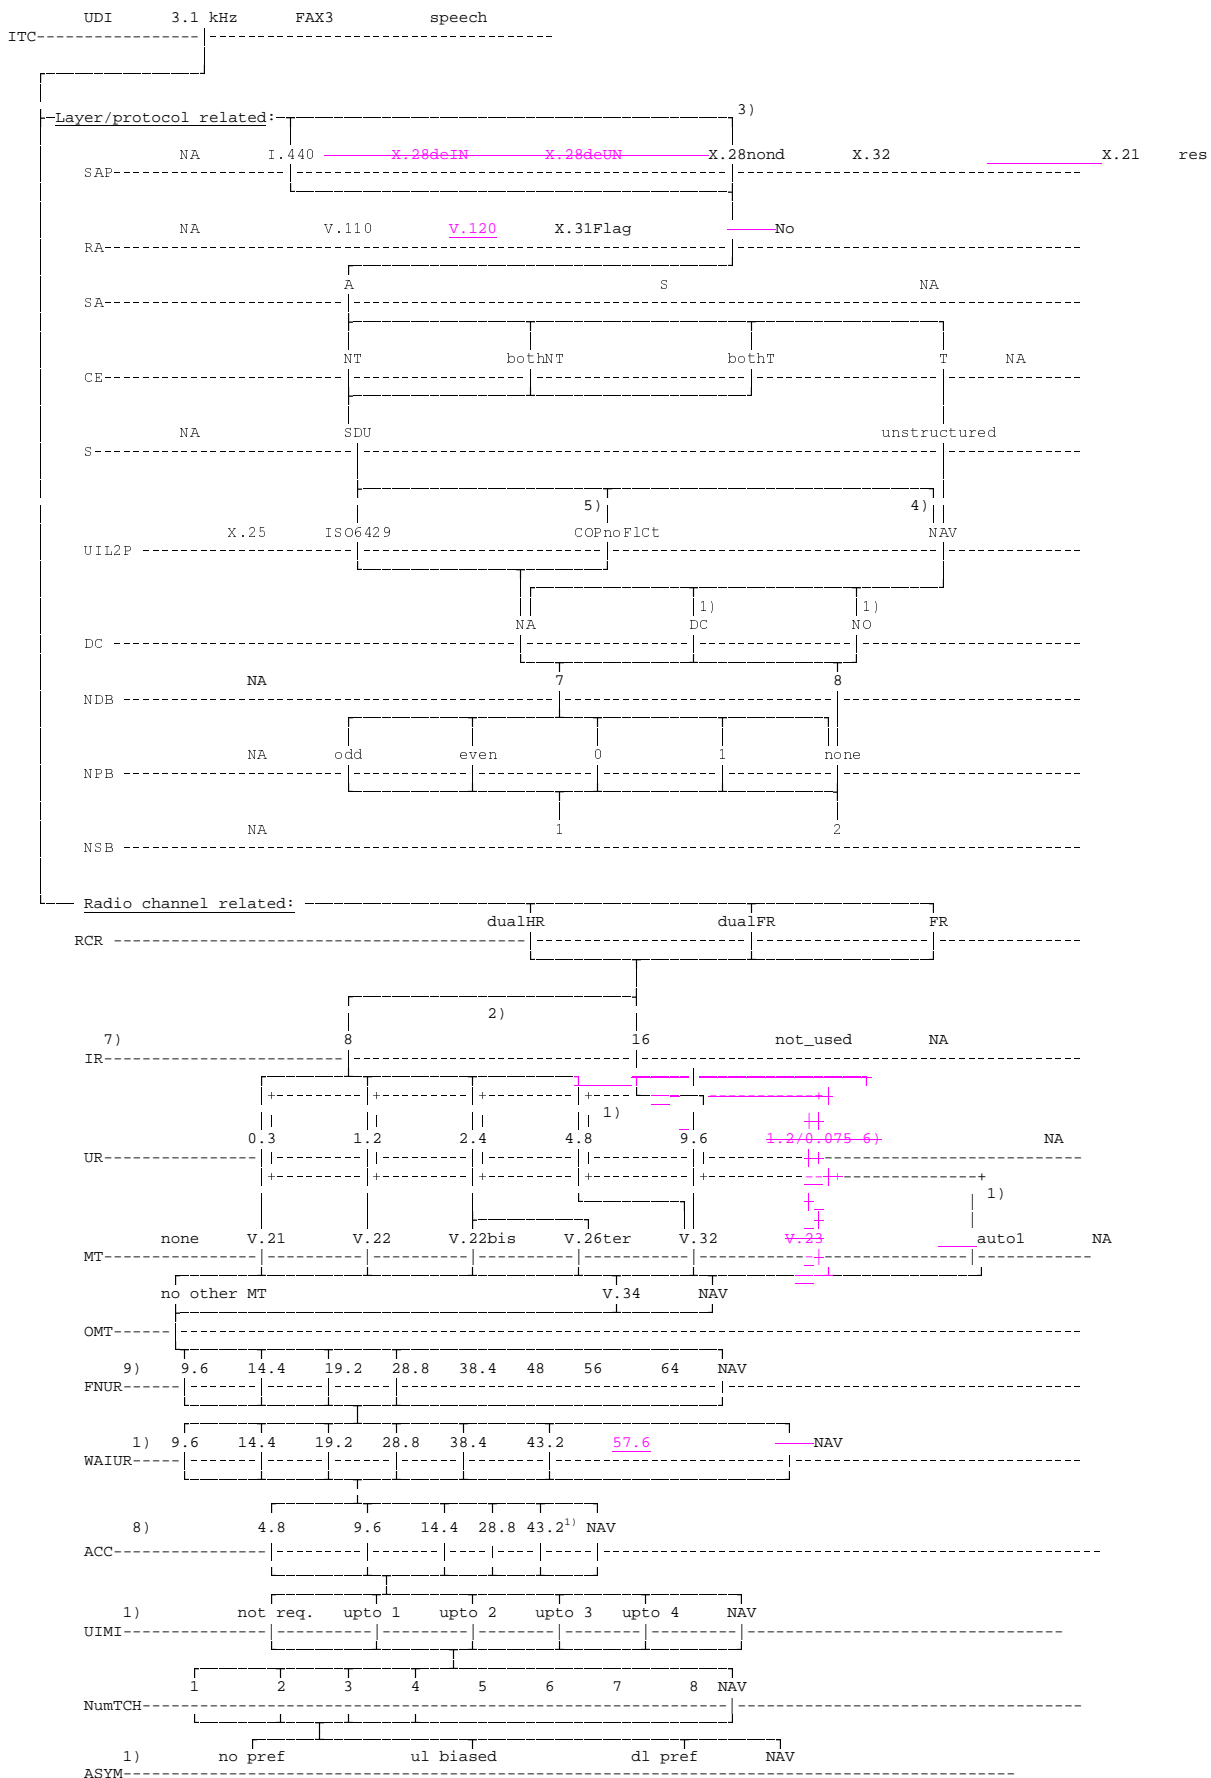 UDI 3.1 kHz FAX3 speech
ITC
Layer/protocol related: 3)
NA I.440 X.28dcIN X.28dcUN X.28nond X.32 X.21 res
SAP
NA V.110 V.120 X.31Flag No
RA
A S NA
SA
NT bothNT bothT T NA
CE
NA SDU unstructured
S
5) 4)
X.25 ISO6429 COPnoFlCt NAV
UIL2P
1) 1)
NA DC NO
DC
NA 7 8
NDB
NA odd even 0 1 none
NPB
NA 1 2
NSB
Radio channel related:
dualHR dualFR FR
RCR
2)
7) 8 16 not_used NA
IR
1)
0.3 1.2 2.4 4.8 9.6 1.2/0.075 6) NA
UR
1)
none V.21 V.22 V.22bis V.26ter V.32 V.23 auto1 NA
MT
no other MT V.34 NAV
OMT
9) 9.6 14.4 19.2 28.8 38.4 48 56 64 NAV
FNUR
1) 9.6 14.4 19.2 28.8 38.4 43.2 57.6 NAV
WAIUR
8) 4.8 9.6 14.4 28.8 43.2 1) NAV
ACC
1) not req. upto 1 upto 2 upto 3 upto 4 NAV
UIMI
1 2 3 4 5 6 7 8 NAV
NumTCH
1) no pref ul biased dl pref NAV
ASYM